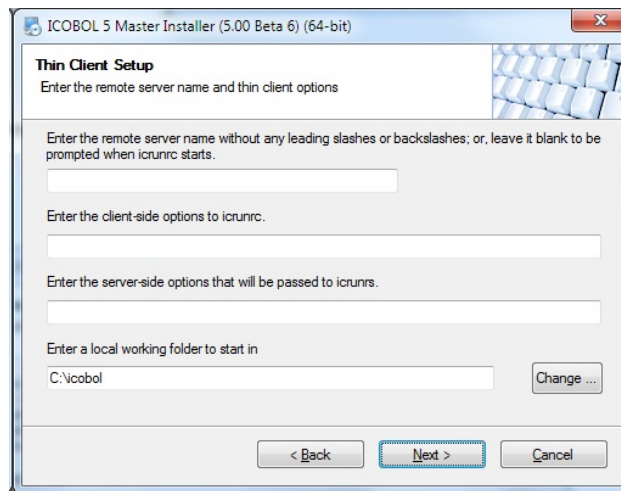 ICOBOL 5 Master Installer (5.00 Beta 6) (64-bit)
Thin Client Setup
Enter the remote server name and thin client options
Enter the remote server name without any leading slashes or backslashes; or, leave it blank to be
prompted when icrunrc starts.
Enter the client-side options to icrunrc.
Enter the server-side options that will be passed to icrunrs.
Enter a local working folder to start in
C:\icobol
Change ...
< Back
Next >
Cancel